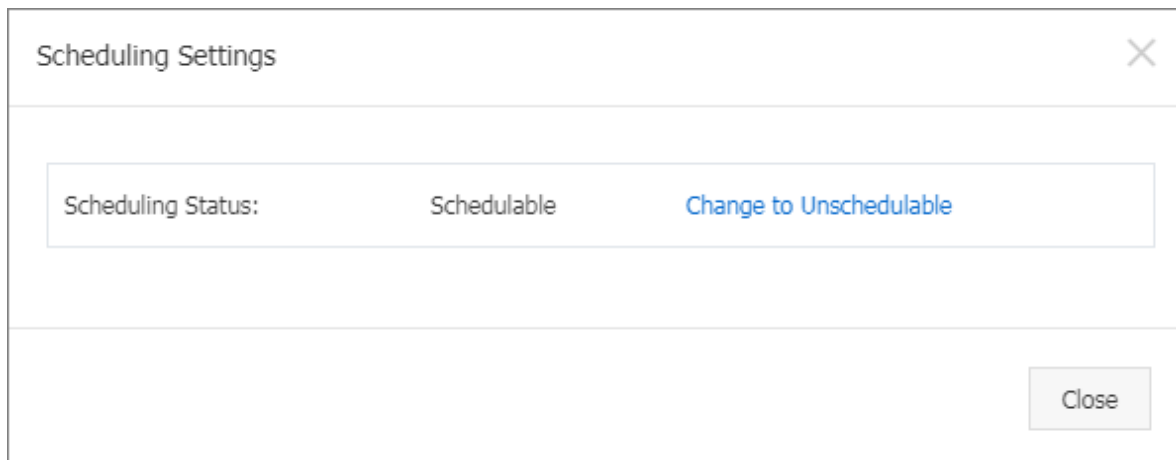 Scheduling Settings
Scheduling Status: Schedulable Change to Unschedulable
Close